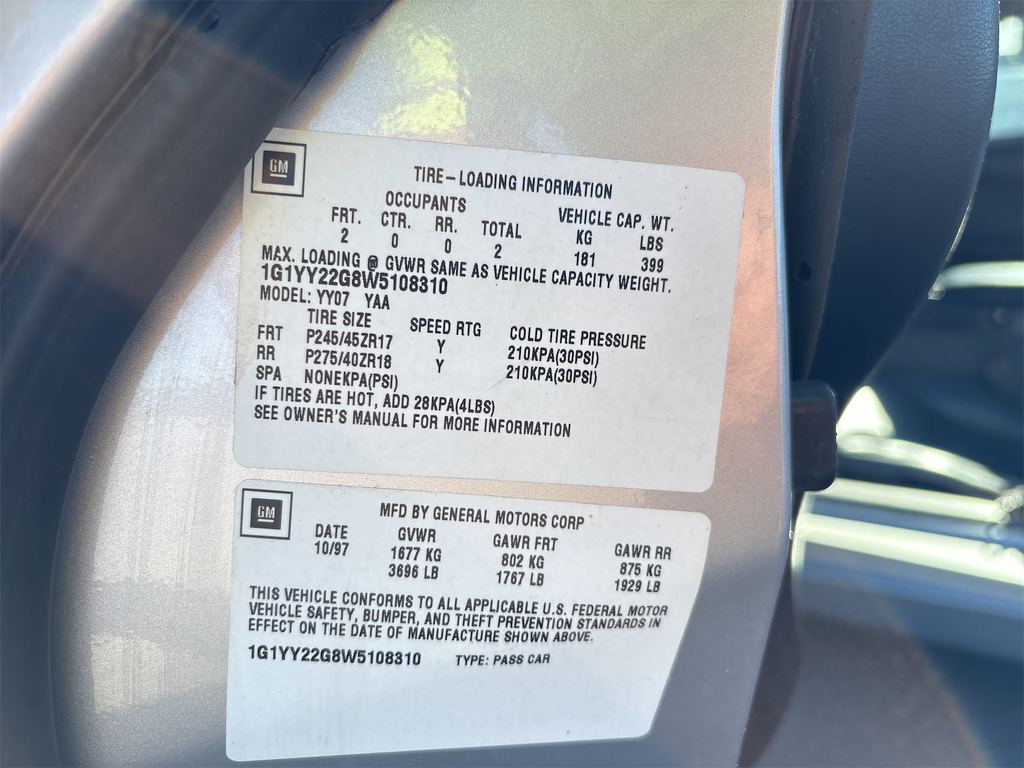 GM
TIRE-LOADING INFORMATION
OCCUPANTS VEHICLE CAP. WT.
FRT. CTR. RR. TOTAL KG LBS
2 0 0 2 181 399
MAX. LOADING @ GVWR SAME AS VEHICLE CAPACITY WEIGHT.
1G1YY22G8W5108310
MODEL: YY07 YAA
TIRE SIZE SPEED RTG COLD TIRE PRESSURE
FRT P245/45ZR17 Y 210KPA(30PSI)
RR P275/40ZR18 Y 210KPA(30PSI)
SPA NONEKPA(PSI)
IF TIRES ARE HOT, ADD 28KPA(4LBS)
SEE OWNER'S MANUAL FOR MORE INFORMATION
GM
MFD BY GENERAL MOTORS CORP
DATE GVWR GAWR FRT GAWR RR
10/97 1677 KG 802 KG 875 KG
3696 LB 1767 LB 1929 LB
THIS VEHICLE CONFORMS TO ALL APPLICABLE U.S. FEDERAL MOTOR
VEHICLE SAFETY, BUMPER, AND THEFT PREVENTION STANDARDS IN
EFFECT ON THE DATE OF MANUFACTURE SHOWN ABOVE.
1G1YY22G8W5108310 TYPE: PASS CAR